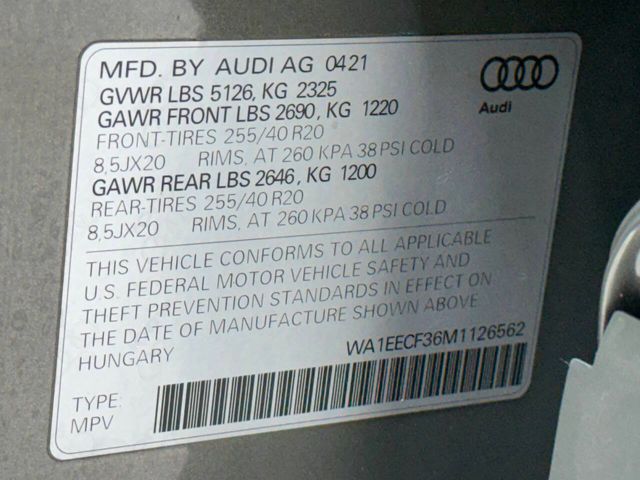 MFD. BY AUDI AG 0421
GVWR LBS 5126, KG 2325
GAWR FRONT LBS 2690, KG 1220
FRONT-TIRES 255/40 R20
8,5JX20 RIMS, AT 260 KPA 38 PSI COLD
GAWR REAR LBS 2646, KG 1200
REAR-TIRES 255/40 R20
8,5JX20 RIMS, AT 260 KPA 38 PSI COLD
Audi
THIS VEHICLE CONFORMS TO ALL APPLICABLE
U.S. FEDERAL MOTOR VEHICLE SAFETY AND
THEFT PREVENTION STANDARDS IN EFFECT ON
THE DATE OF MANUFACTURE SHOWN ABOVE
HUNGARY WA1EECF36M1126562
TYPE:
MPV